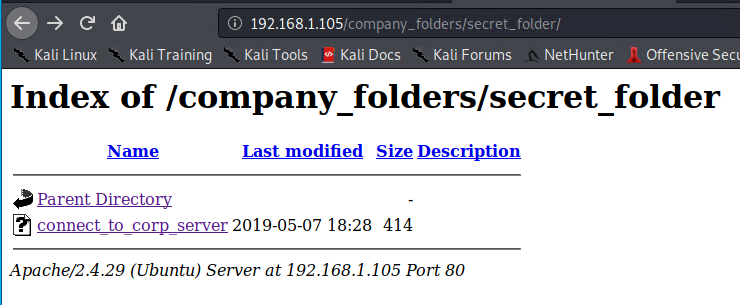 192.168.1.105/company_folders/secret_folder/
Kali Linux Kali Training Kali Tools Kali Docs Kali Forums NetHunter Offensive Secu
Index of /company_folders/secret_folder
Name Last modified Size Description
Parent Directory -
connect_to_corp_server 2019-05-07 18:28 414
Apache/2.4.29 (Ubuntu) Server at 192.168.1.105 Port 80